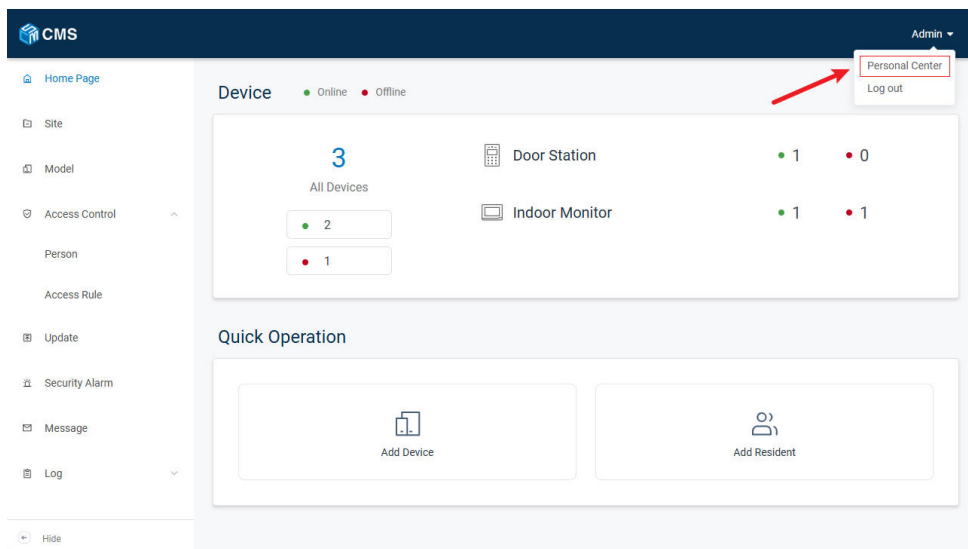 CMS
Admin
Personal Center
Log out
Home Page
Site
Model
Access Control
Person
Access Rule
Update
Security Alarm
Message
Log
Hide
Device
Online
Offline
3
All Devices
2
1
Door Station
1
0
Indoor Monitor
1
1
Quick Operation
Add Device
Add Resident